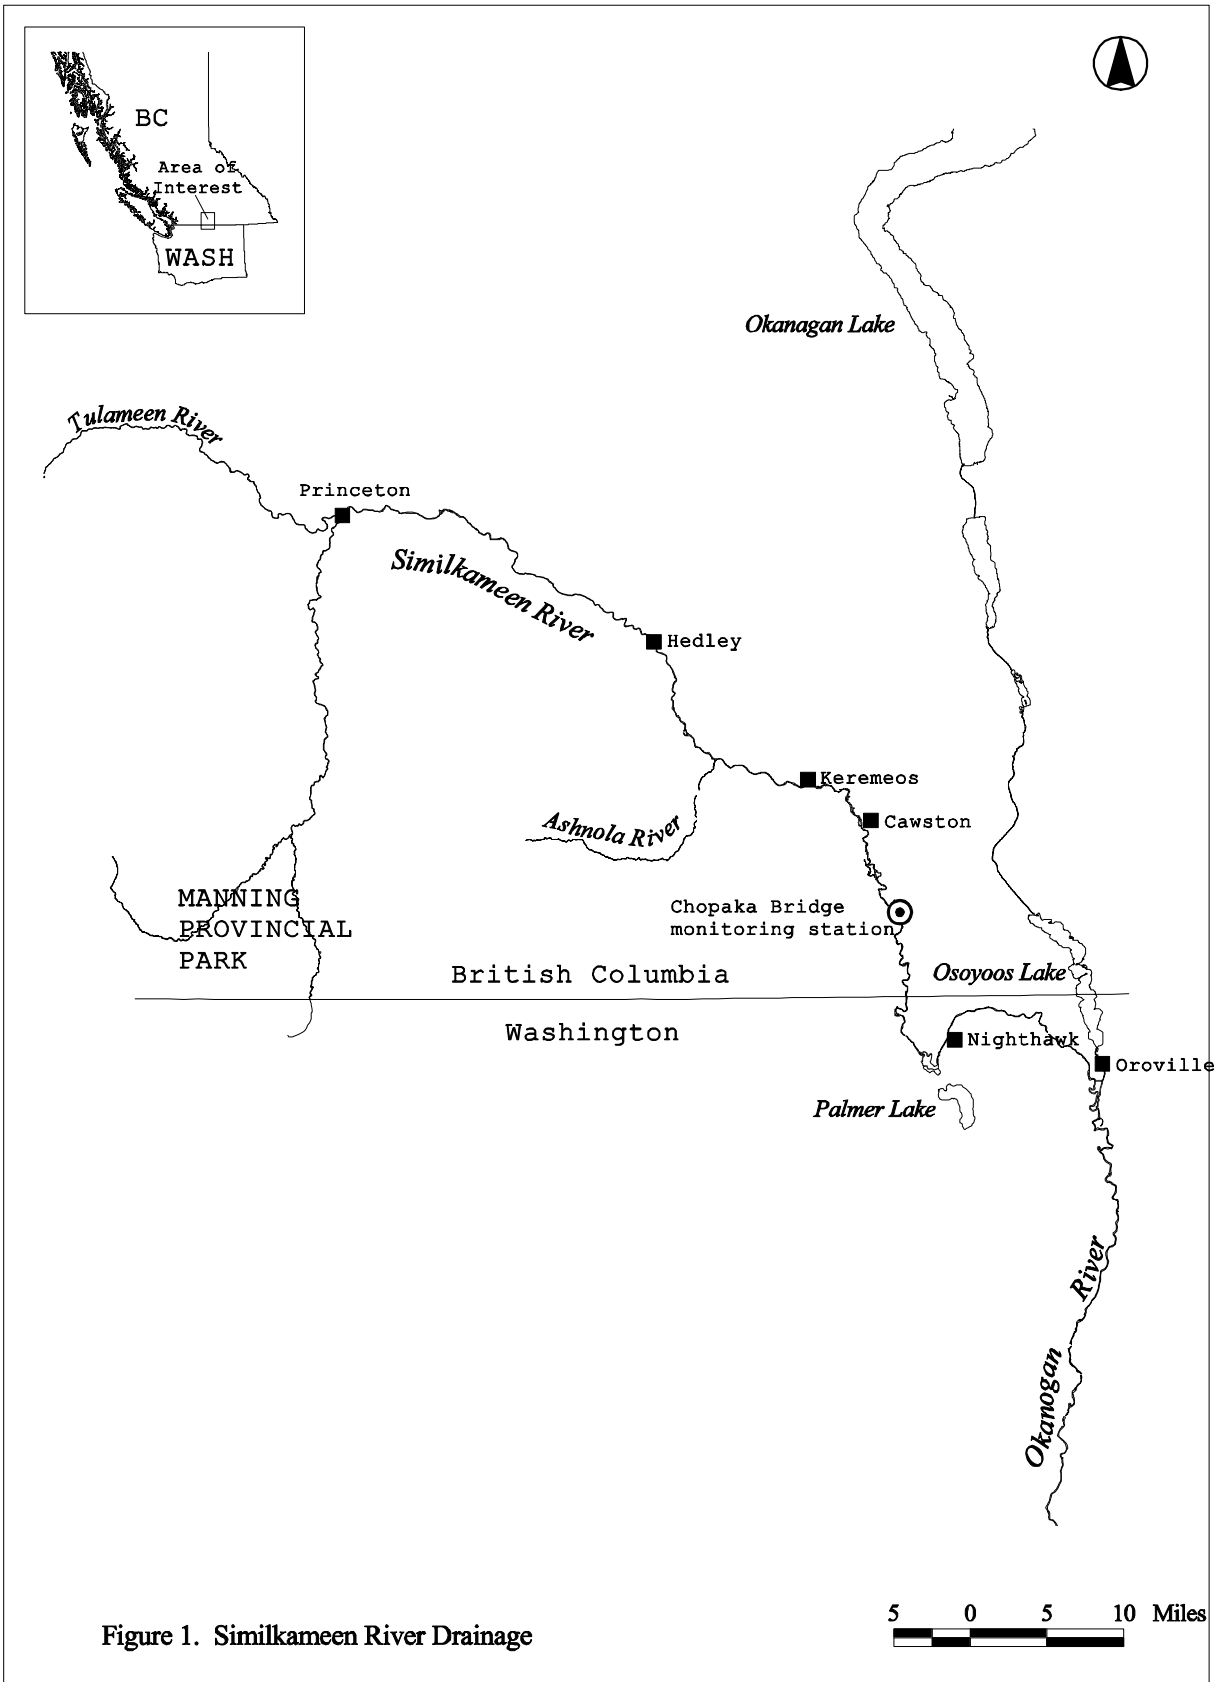 BC
Area of
Interest
WASH
Okanagan Lake
Tulameen River
Princeton
Similkameen River
Hedley
Keremeos
Ashnola River
Cawston
MANNING
PROVINCIAL
PARK
Chopaka Bridge
monitoring station
British Columbia
Osoyoos Lake
Washington
Nighthawk
Oroville
Palmer Lake
Okanogan River
5 0 5 10 Miles
Figure 1. Similkameen River Drainage